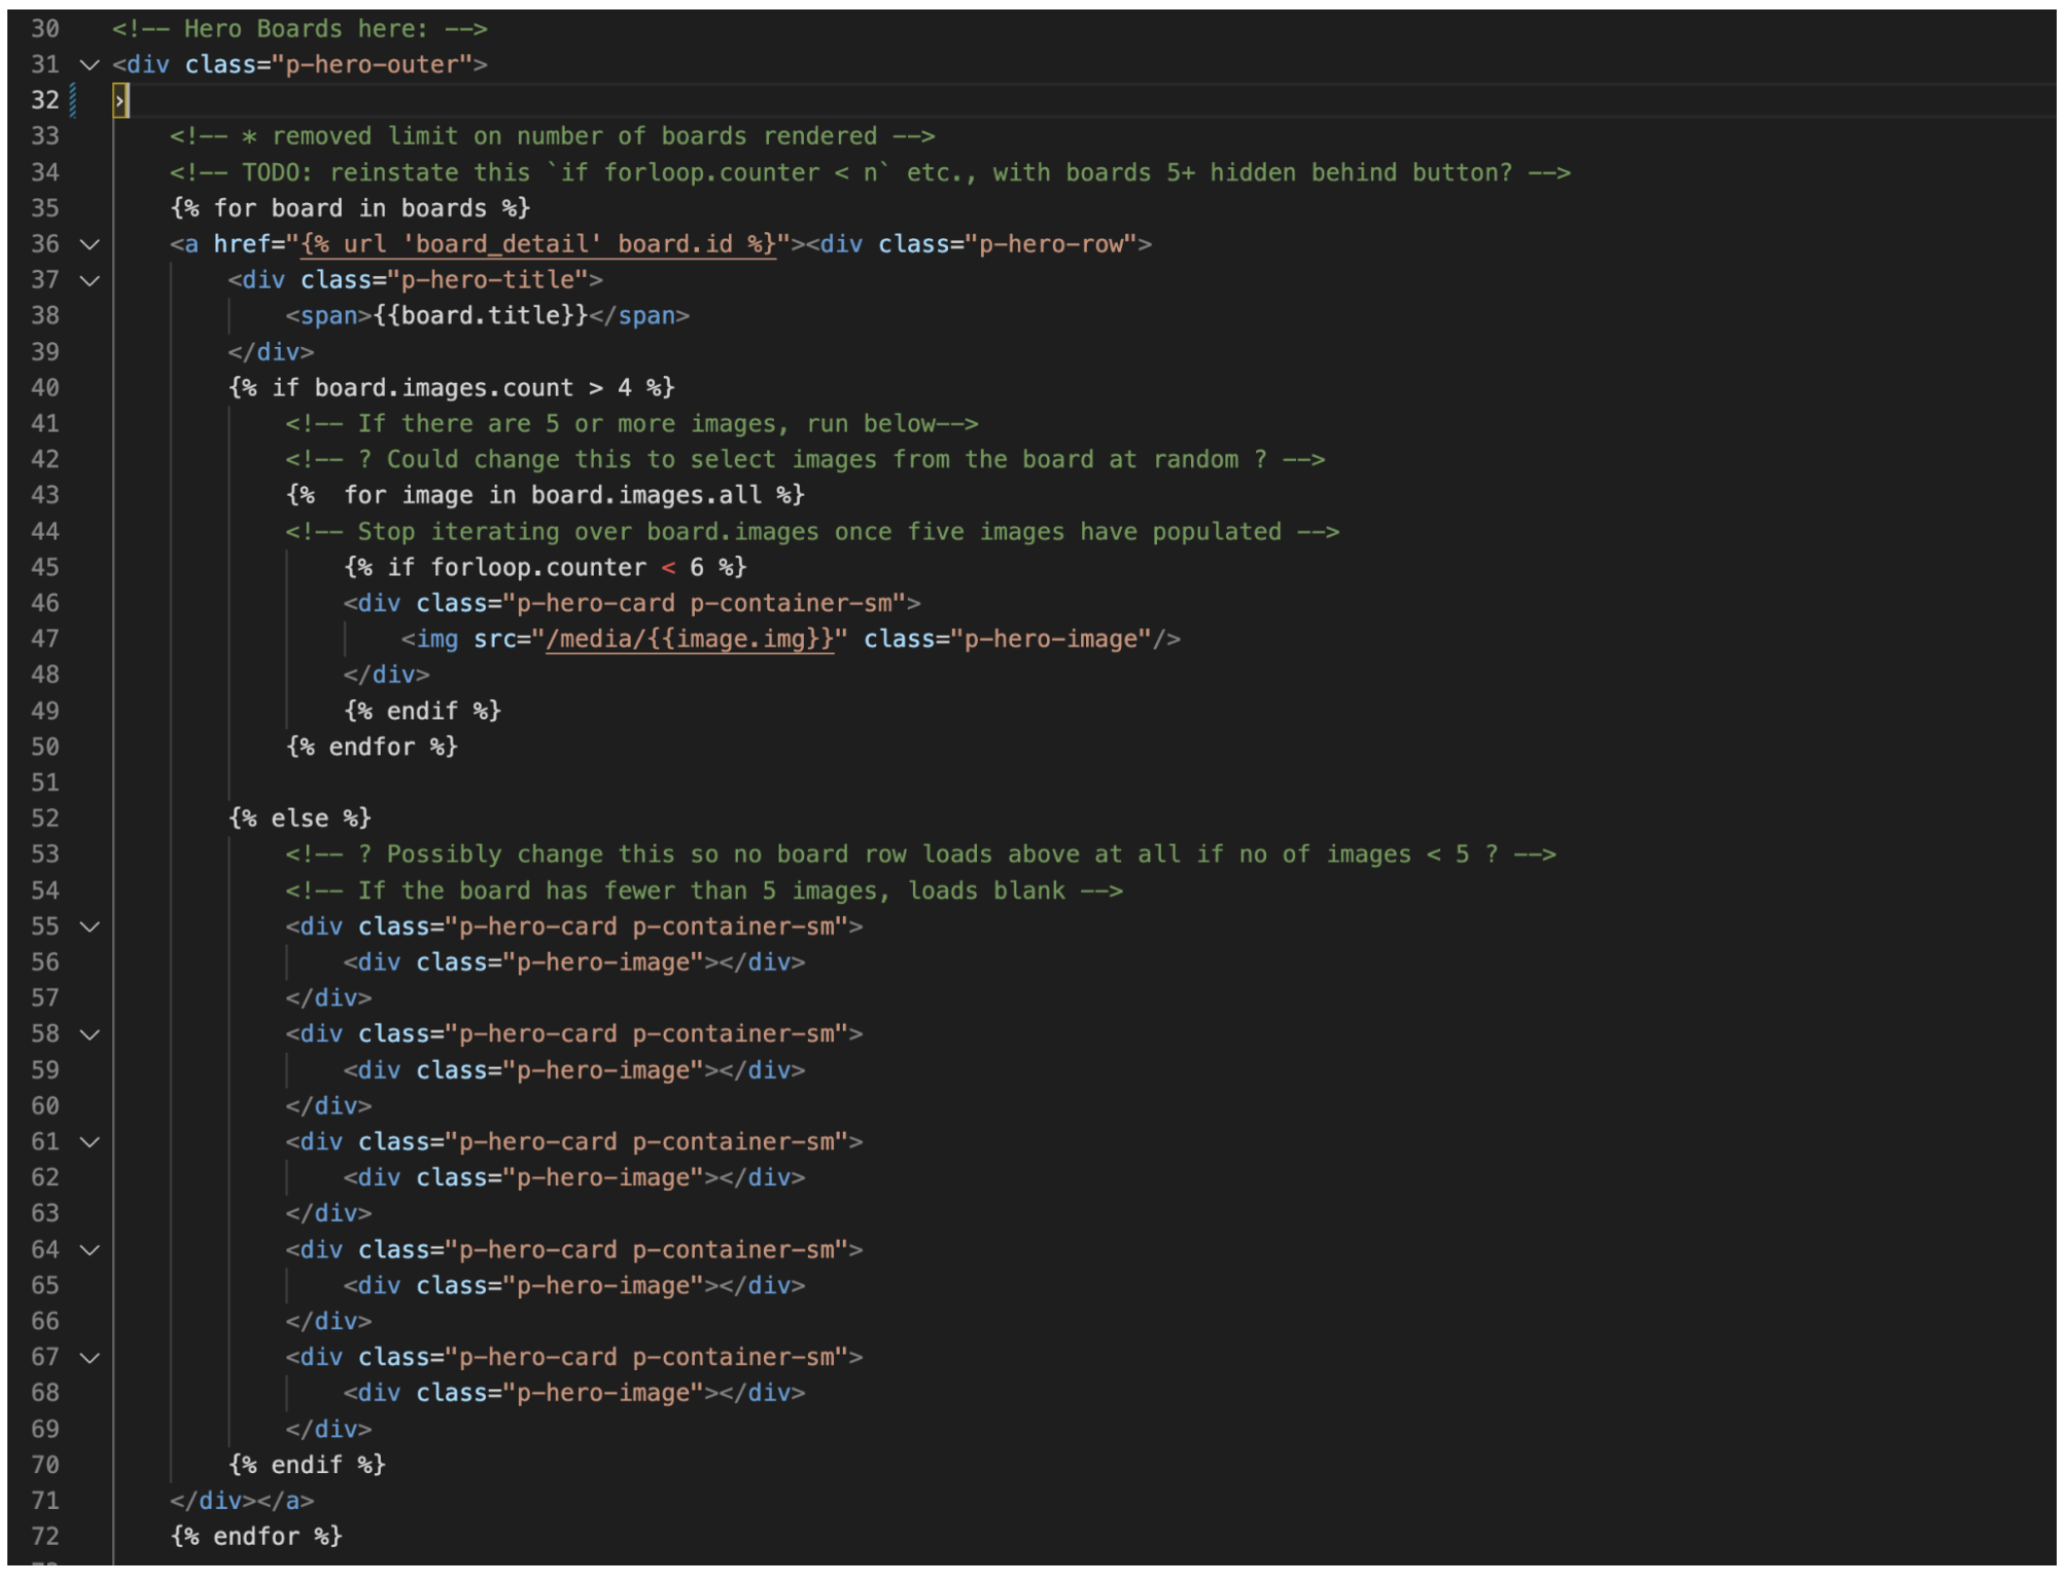 30 <!-- Hero Boards here: -->
31 <div class="p-hero-outer">
32 ›
33 <!-- * removed limit on number of boards rendered -->
34 <!-- TODO: reinstate this `if forloop.counter < n` etc., with boards 5+ hidden behind button? -->
35 {% for board in boards %}
36 <a href="{% url 'board_detail' board.id %}"><div class="p-hero-row">
37 <div class="p-hero-title">
38 <span>{{board.title}}</span>
39 </div>
40 {% if board.images.count > 4 %}
41 <!-- If there are 5 or more images, run below-->
42 <!-- ? Could change this to select images from the board at random ? -->
43 {%  for image in board.images.all %}
44 <!-- Stop iterating over board.images once five images have populated -->
45 {% if forloop.counter < 6 %}
46 <div class="p-hero-card p-container-sm">
47 <img src="/media/{{image.img}}" class="p-hero-image"/>
48 </div>
49 {% endif %}
50 {% endfor %}
51
52 {% else %}
53 <!-- ? Possibly change this so no board row loads above at all if no of images < 5 ? -->
54 <!-- If the board has fewer than 5 images, loads blank -->
55 <div class="p-hero-card p-container-sm">
56 <div class="p-hero-image"></div>
57 </div>
58 <div class="p-hero-card p-container-sm">
59 <div class="p-hero-image"></div>
60 </div>
61 <div class="p-hero-card p-container-sm">
62 <div class="p-hero-image"></div>
63 </div>
64 <div class="p-hero-card p-container-sm">
65 <div class="p-hero-image"></div>
66 </div>
67 <div class="p-hero-card p-container-sm">
68 <div class="p-hero-image"></div>
69 </div>
70 {% endif %}
71 </div></a>
72 {% endfor %}